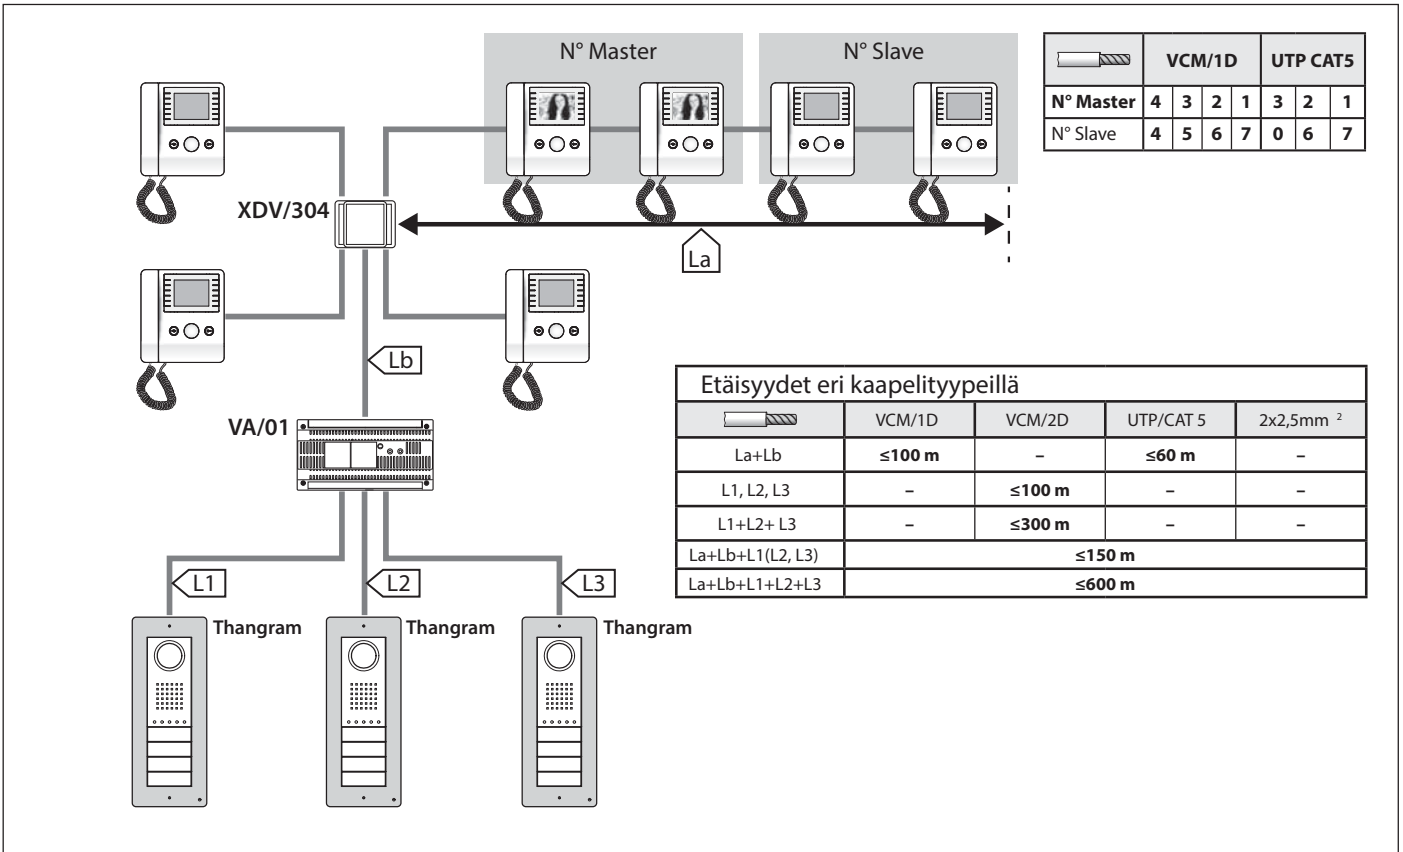 N° Master N° Slave
VCM/1D UTP CAT5
N° Master 4 3 2 1 3 2 1
N° Slave 4 5 6 7 0 6 7
XDV/304
La
Lb
VA/01
Etäisyydet eri kaapelityypeillä
VCM/1D VCM/2D UTP/CAT 5 2x2,5mm ²
La+Lb ≤100 m – ≤60 m –
L1, L2, L3 – ≤100 m – –
L1+L2+ L3 – ≤300 m – –
La+Lb+L1(L2, L3) ≤150 m
La+Lb+L1+L2+L3 ≤600 m
L1 L2 L3
Thangram Thangram Thangram